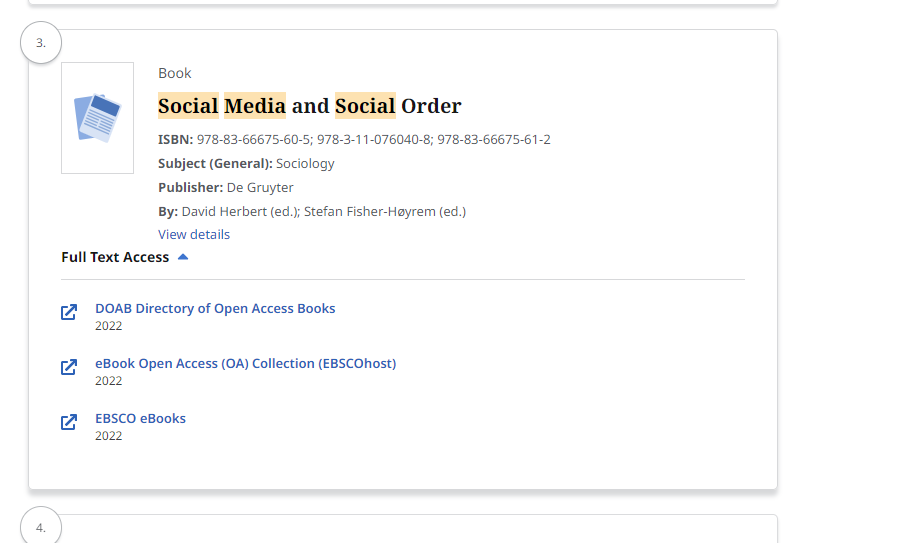 3.
Book
Social Media and Social Order
ISBN: 978-83-66675-60-5; 978-3-11-076040-8; 978-83-66675-61-2
Subject (General): Sociology
Publisher: De Gruyter
By: David Herbert (ed.); Stefan Fisher-Høyrem (ed.)
View details
Full Text Access
DOAB Directory of Open Access Books
2022
eBook Open Access (OA) Collection (EBSCOhost)
2022
EBSCO eBooks
2022
4.